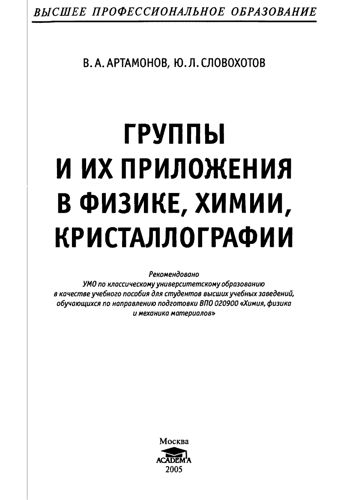 ВЫСШЕЕ ПРОФЕССИОНАЛЬНОЕ ОБРАЗОВАНИЕ
В. А. АРТАМОНОВ, Ю. Л. СЛОВОХОТОВ
ГРУППЫ
И ИХ ПРИЛОЖЕНИЯ
В ФИЗИКЕ, ХИМИИ,
КРИСТАЛЛОГРАФИИ
Рекомендовано
УМО по классическому университетскому образованию
в качестве учебного пособия для студентов высших учебных заведений,
обучающихся по направлению подготовки ВПО 020900 «Химия, физика
и механика материалов»
Москва
ACADEMA
2005